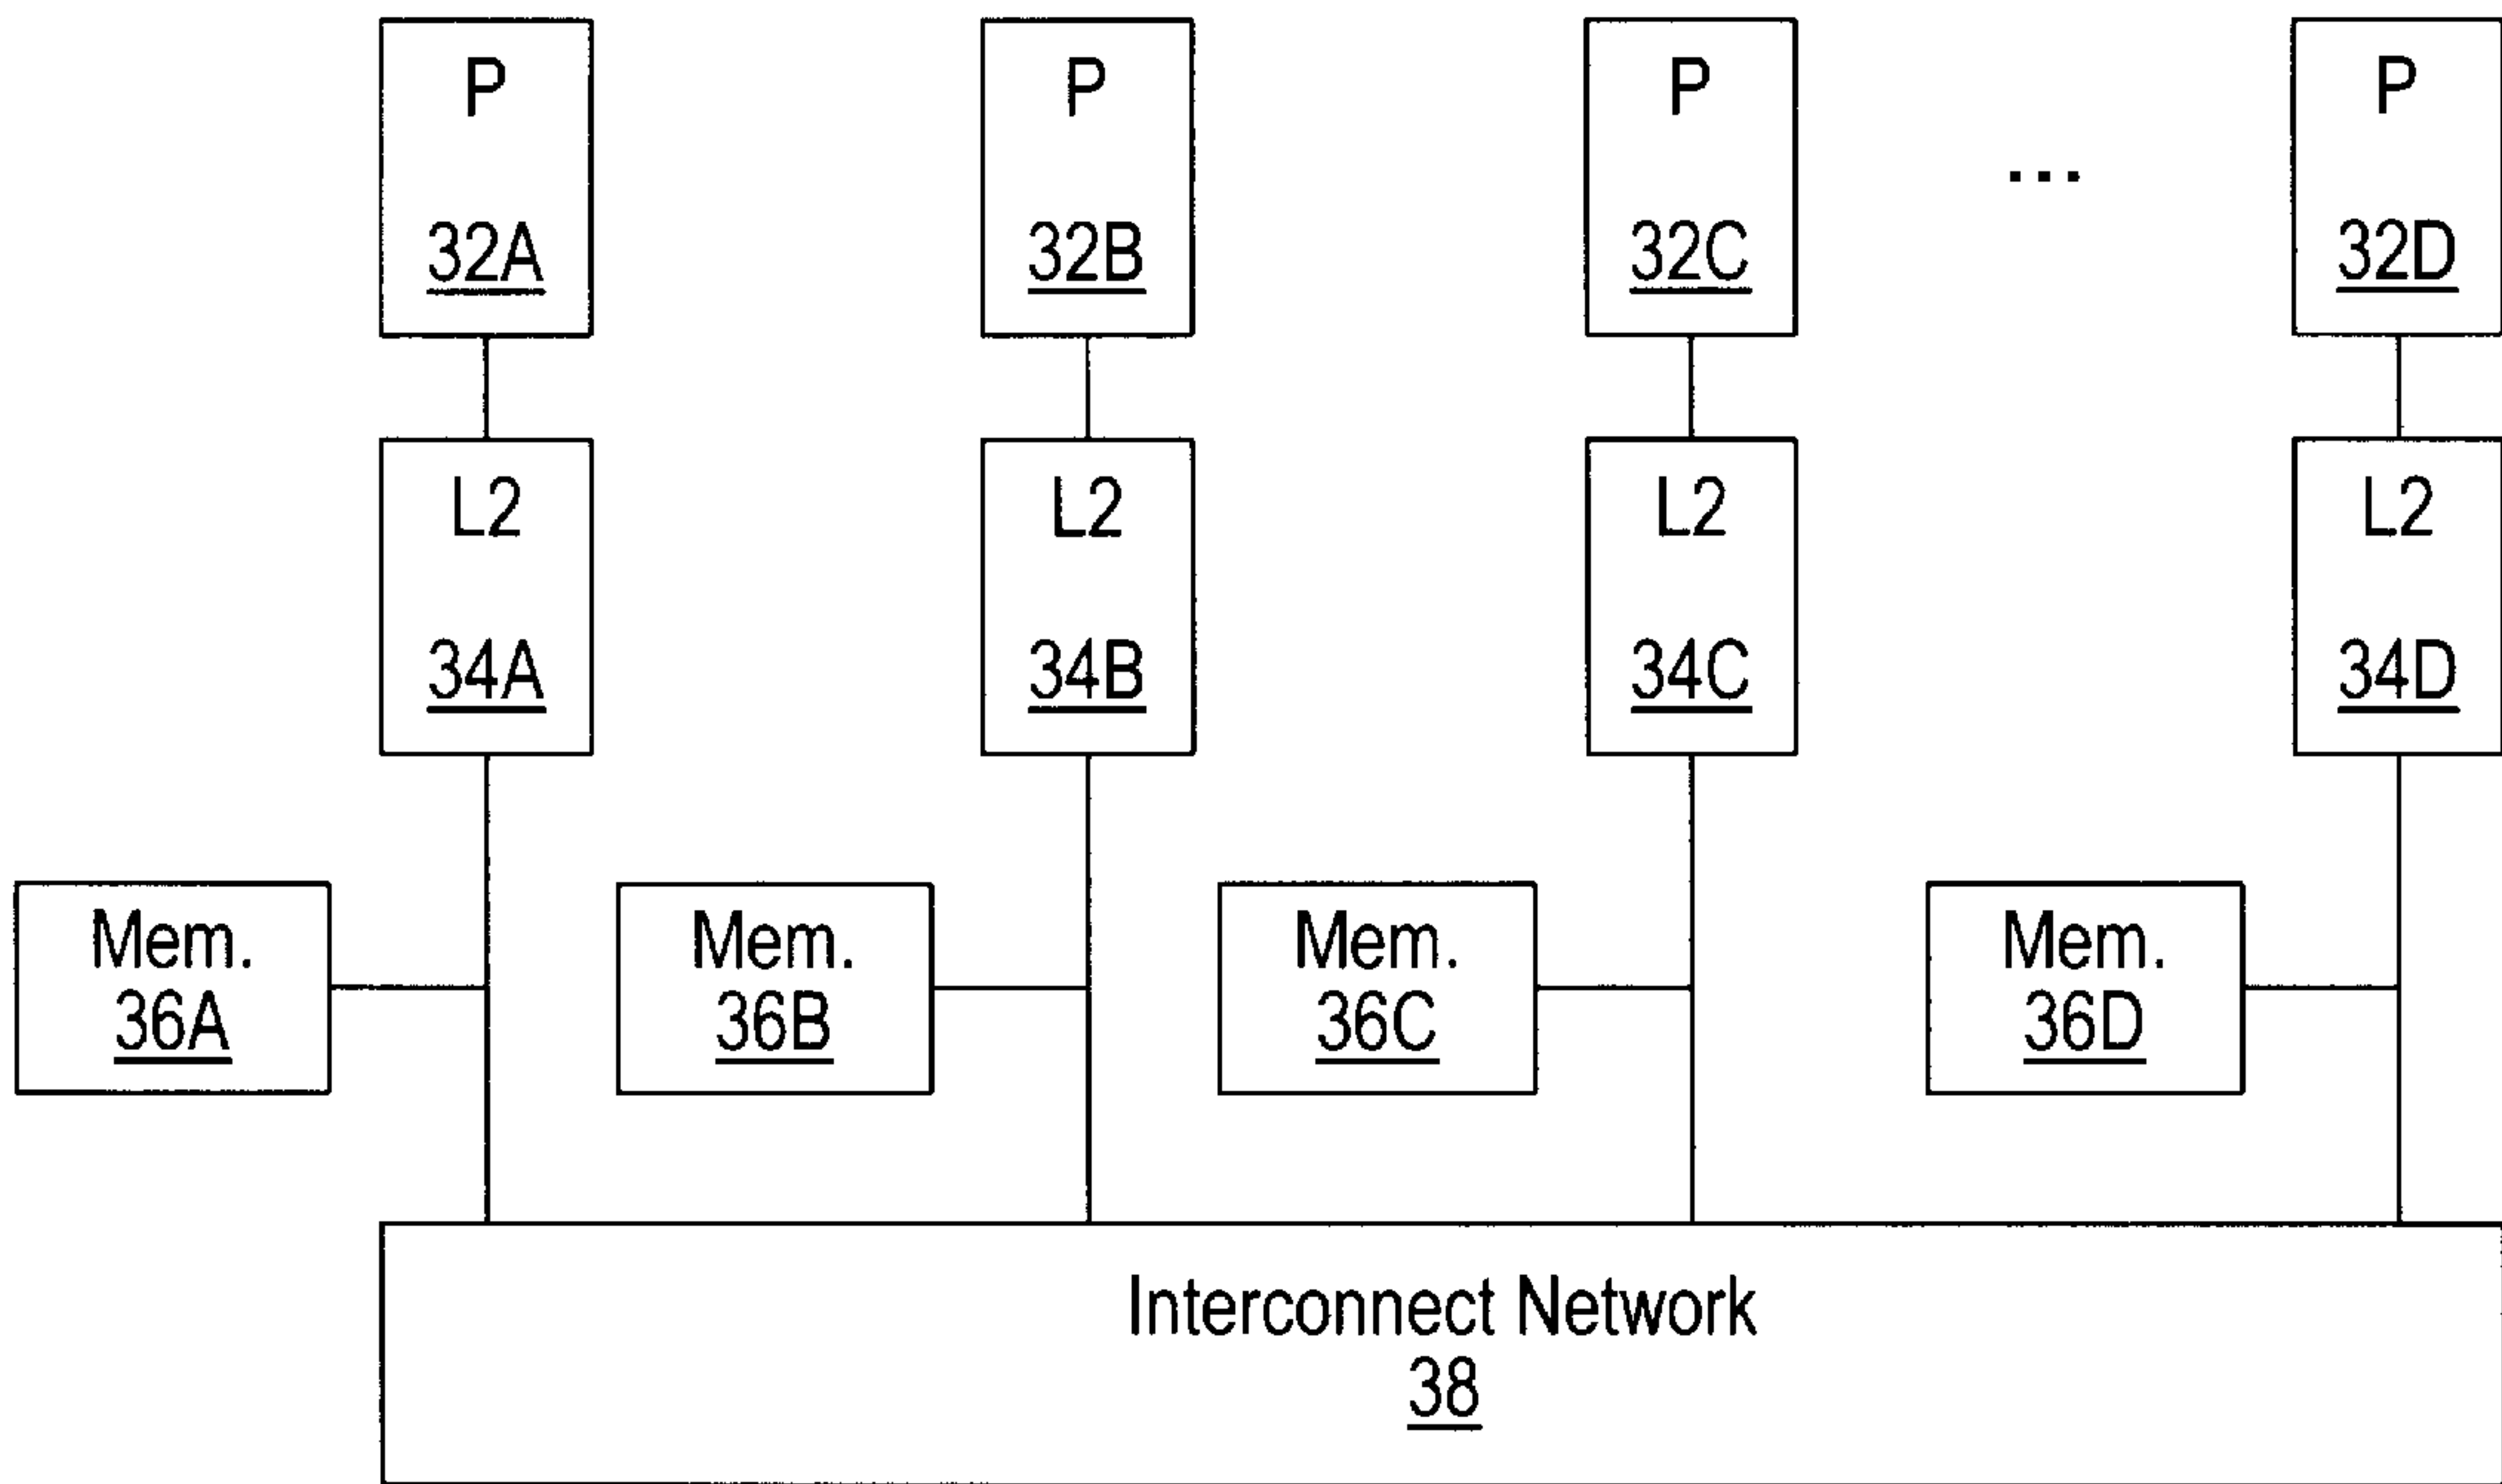 P
32A
P
32B
P
32C
...
P
32D
L2
34A
L2
34B
L2
34C
L2
34D
Mem.
36A
Mem.
36B
Mem.
36C
Mem.
36D
Interconnect Network
38